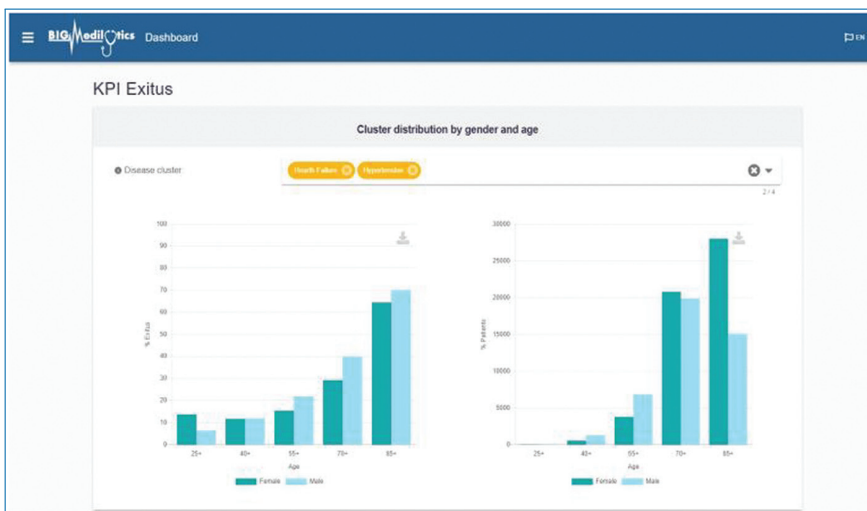 BIGMedilytics Dashboard
EN
KPI Exitus
Cluster distribution by gender and age
Disease cluster
Hearth Failure
Hypertension
2 / 4
100
90
80
70
60
50
40
30
20
10
0
% Exitus
25+ 40+ 55+ 70+ 85+
Age
Female Male
30000
25000
20000
15000
10000
5000
0
% Patients
25+ 40+ 55+ 70+ 85+
Age
Female Male